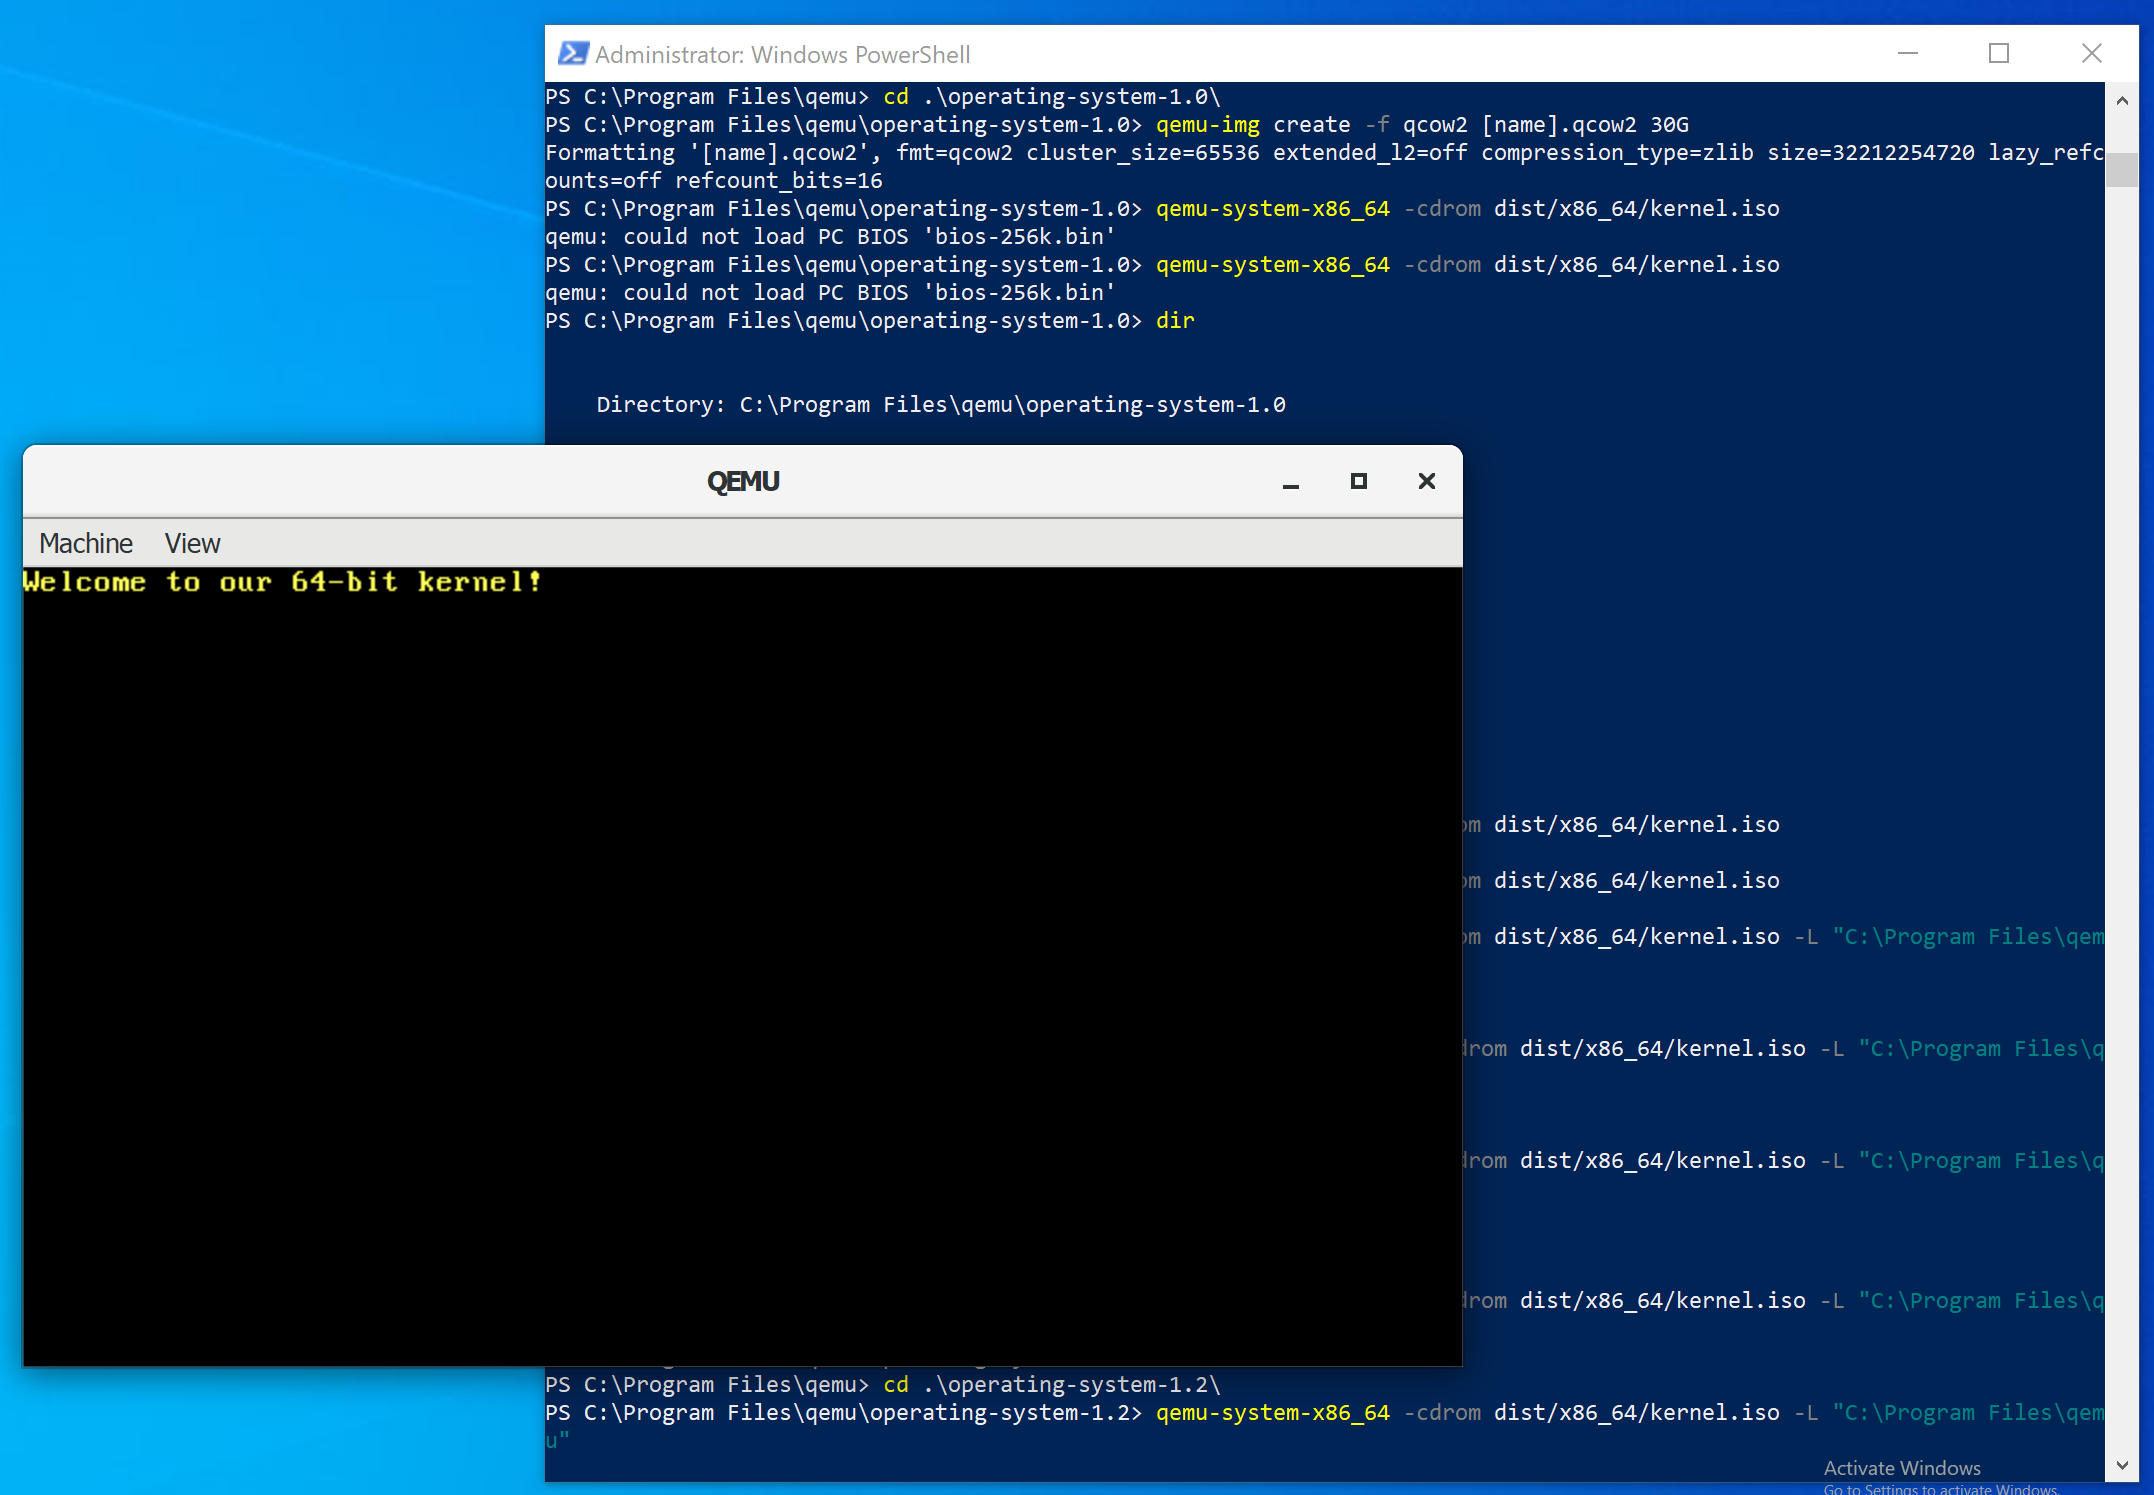 Administrator: Windows PowerShell
PS C:\Program Files\qemu> cd .\operating-system-1.0\
PS C:\Program Files\qemu\operating-system-1.0> qemu-img create -f qcow2 [name].qcow2 30G
Formatting '[name].qcow2', fmt=qcow2 cluster_size=65536 extended_l2=off compression_type=zlib size=32212254720 lazy_refc
ounts=off refcount_bits=16
PS C:\Program Files\qemu\operating-system-1.0> qemu-system-x86_64 -cdrom dist/x86_64/kernel.iso
qemu: could not load PC BIOS 'bios-256k.bin'
PS C:\Program Files\qemu\operating-system-1.0> qemu-system-x86_64 -cdrom dist/x86_64/kernel.iso
qemu: could not load PC BIOS 'bios-256k.bin'
PS C:\Program Files\qemu\operating-system-1.0> dir
Directory: C:\Program Files\qemu\operating-system-1.0
QEMU
Machine View
Welcome to our 64-bit kernel!
om dist/x86_64/kernel.iso
om dist/x86_64/kernel.iso
om dist/x86_64/kernel.iso -L "C:\Program Files\qem
drom dist/x86_64/kernel.iso -L "C:\Program Files\q
drom dist/x86_64/kernel.iso -L "C:\Program Files\q
drom dist/x86_64/kernel.iso -L "C:\Program Files\q
PS C:\Program Files\qemu> cd .\operating-system-1.2\
PS C:\Program Files\qemu\operating-system-1.2> qemu-system-x86_64 -cdrom dist/x86_64/kernel.iso -L "C:\Program Files\qem
u"
Activate Windows
Go to Settings to activate Windows.